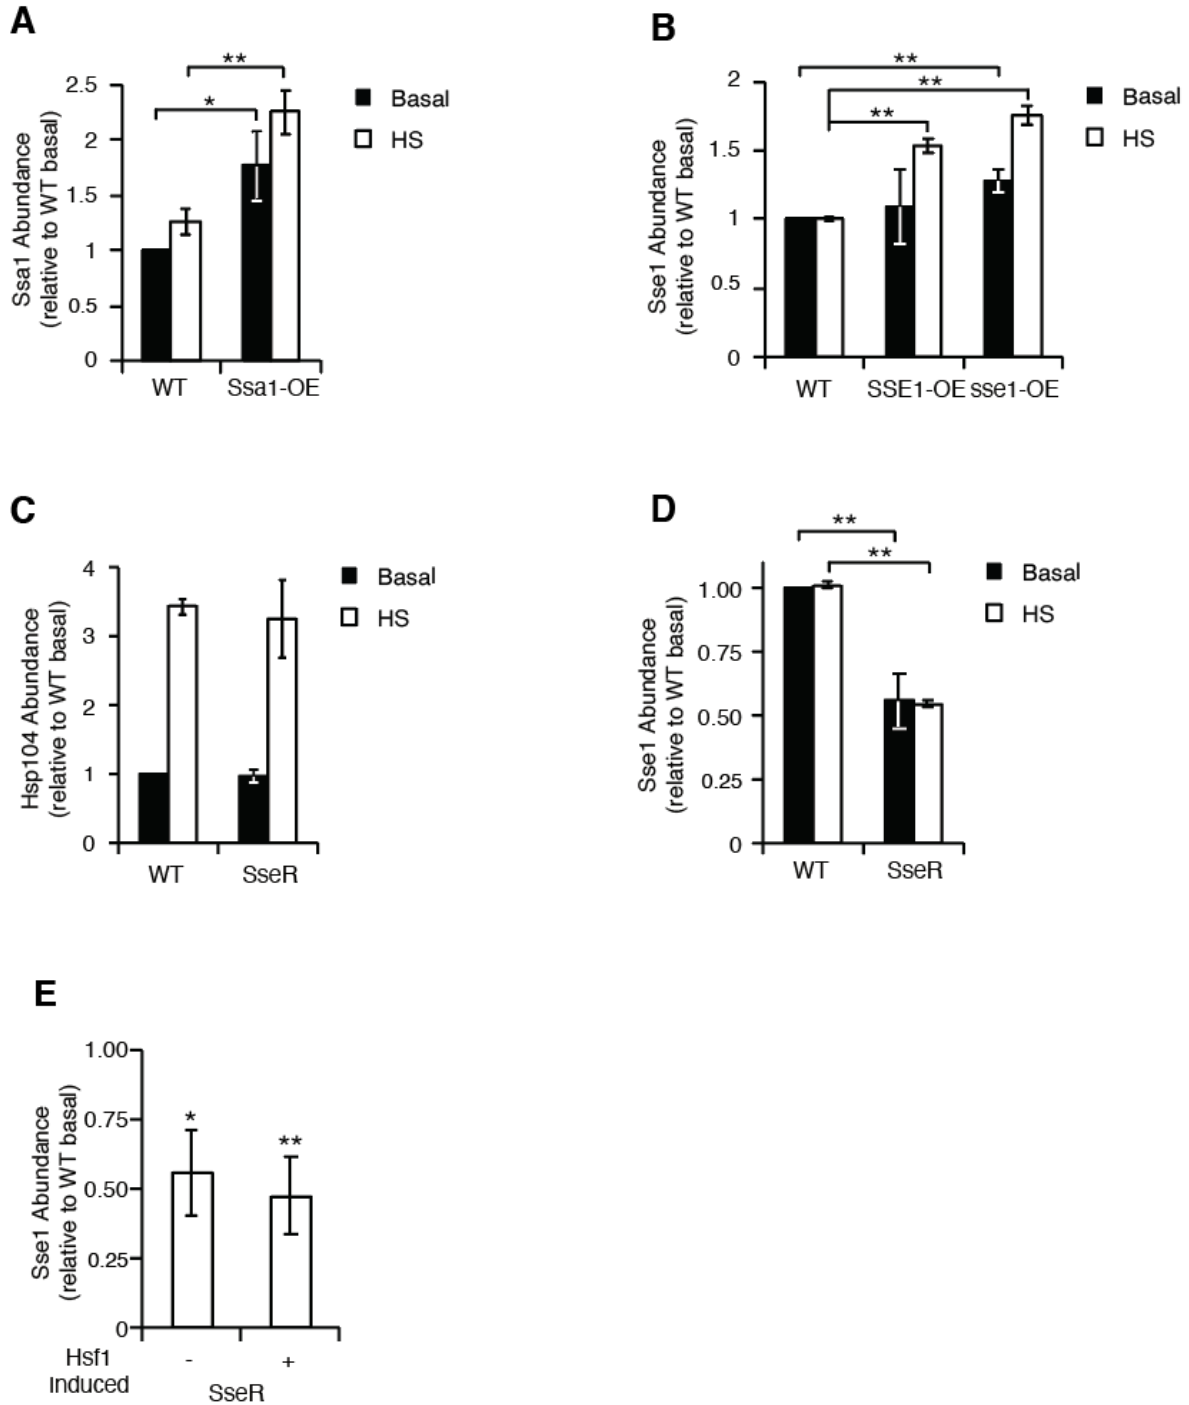 A
Ssa1 Abundance
(relative to WT basal)
2.5
2
1.5
1
0.5
0
**
*
Basal
HS
WT
Ssa1-OE
B
Sse1 Abundance
(relative to WT basal)
2
1.5
1
0.5
0
**
**
**
Basal
HS
WT
SSE1-OE
sse1-OE
C
Hsp104 Abundance
(relative to WT basal)
4
3
2
1
0
Basal
HS
WT
SseR
D
Sse1 Abundance
(relative to WT basal)
1.00
0.75
0.50
0.25
0
**
**
Basal
HS
WT
SseR
E
Sse1 Abundance
(relative to WT basal)
1.00
0.75
0.50
0.25
0
*
**
Hsf1
Induced
-
+
SseR